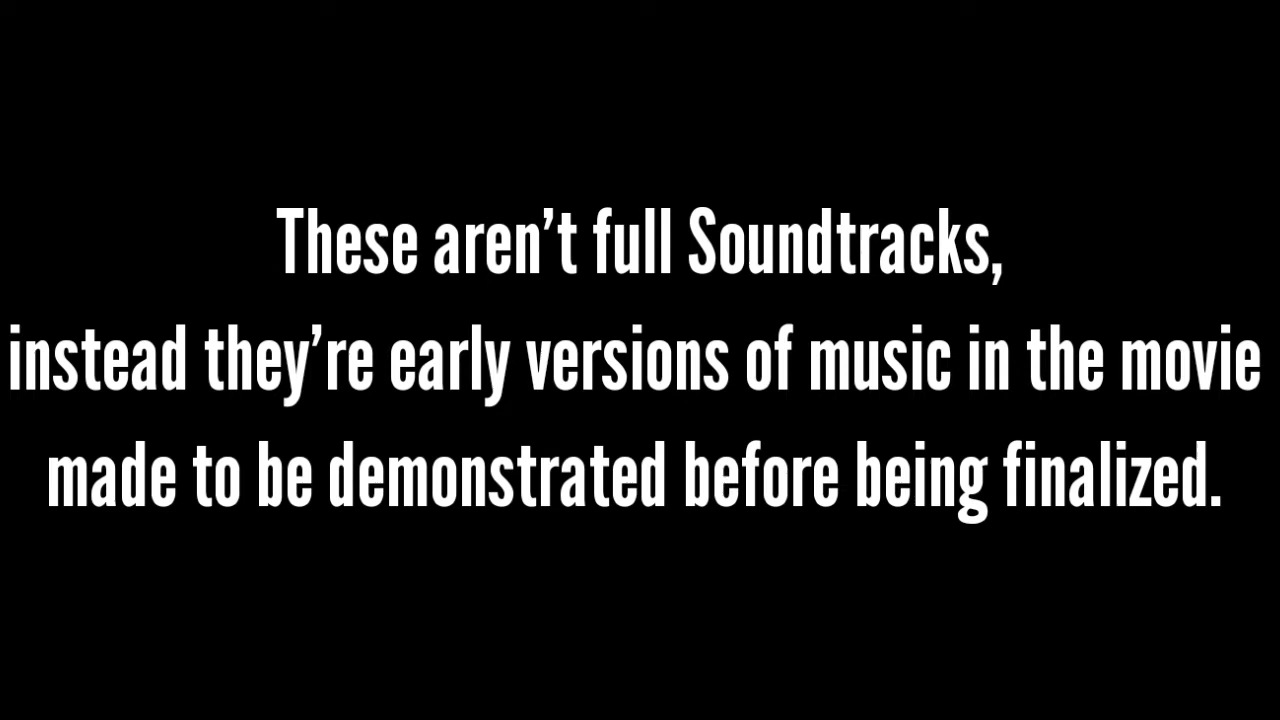 These aren’t full Soundtracks,
instead they’re early versions of music in the movie
made to be demonstrated before being finalized.